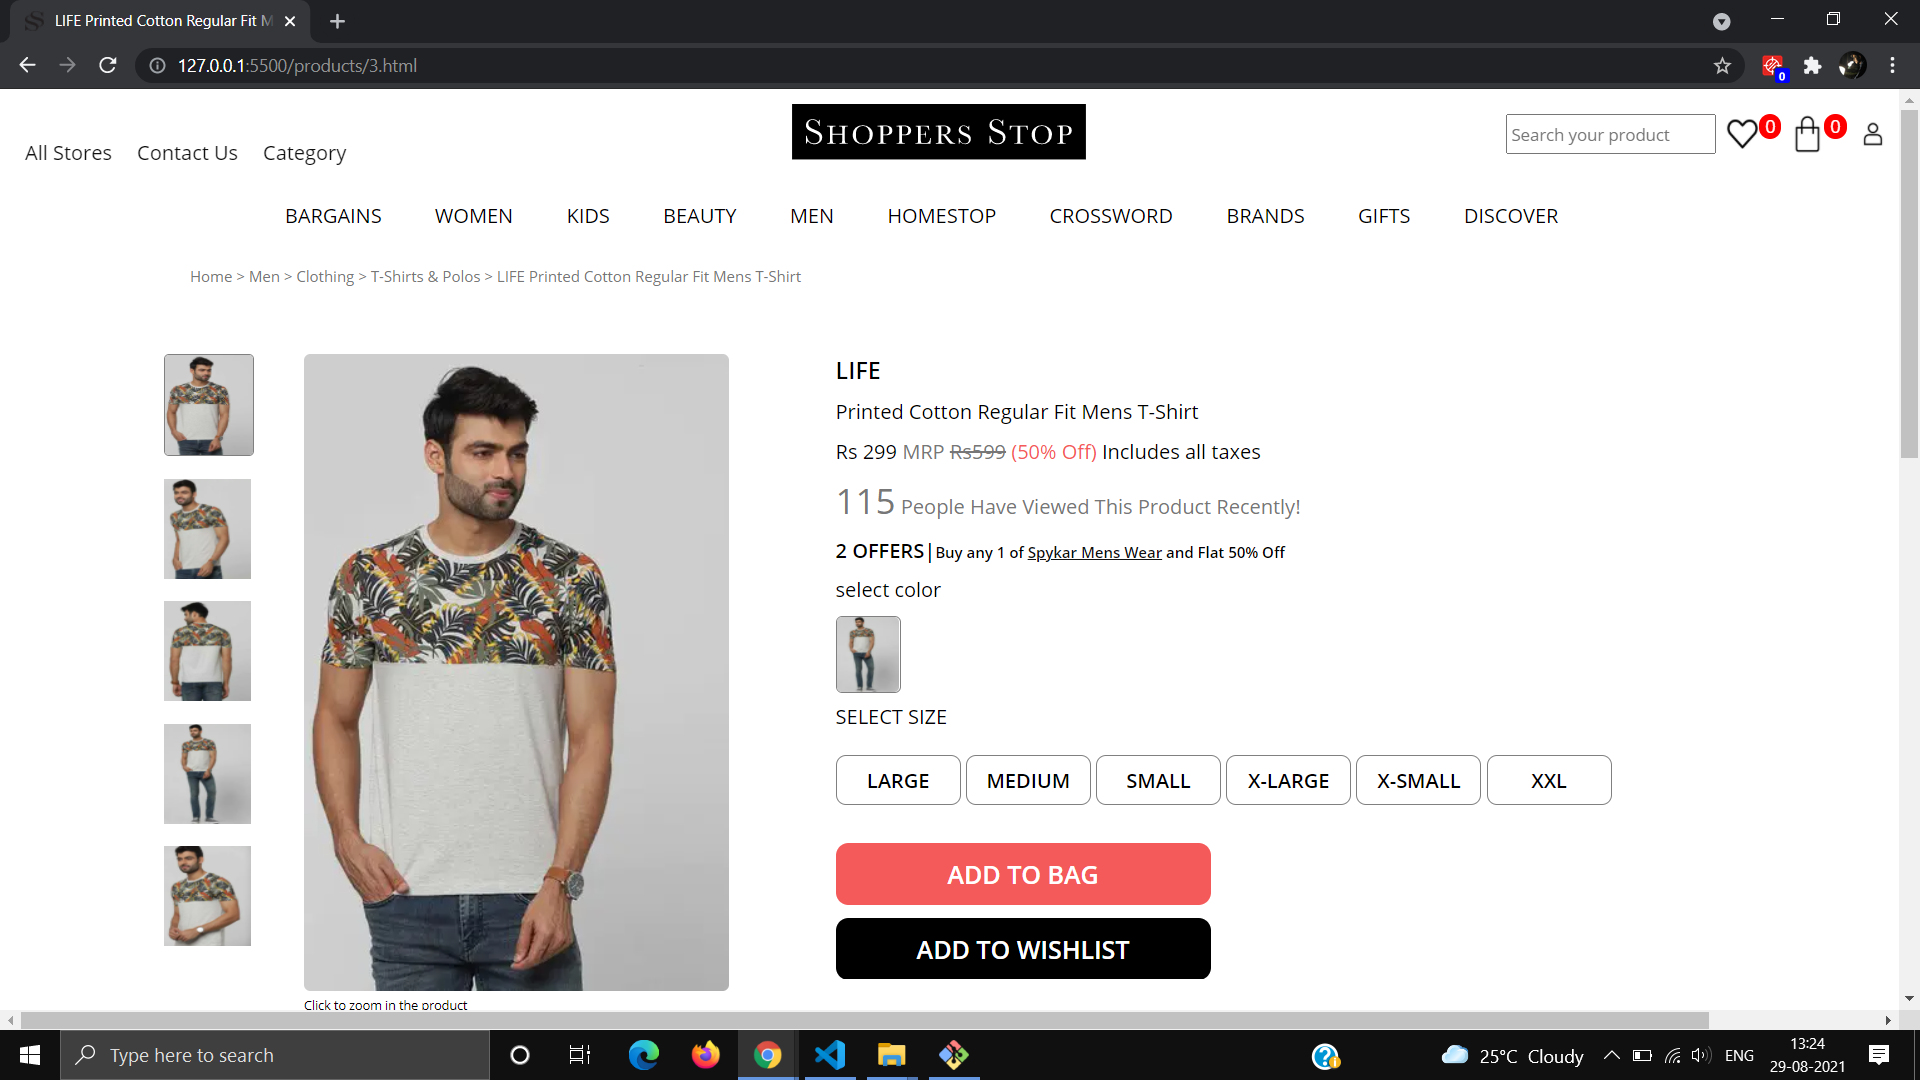 LIFE Printed Cotton Regular Fit M
127.0.0.1:5500/products/3.html
0
All Stores
Contact Us
Category
SHOPPERS STOP
Search your product
0
0
BARGAINS
WOMEN
KIDS
BEAUTY
MEN
HOMESTOP
CROSSWORD
BRANDS
GIFTS
DISCOVER
Home > Men > Clothing > T-Shirts & Polos > LIFE Printed Cotton Regular Fit Mens T-Shirt
LIFE
Printed Cotton Regular Fit Mens T-Shirt
Rs 299 MRP Rs599 (50% Off) Includes all taxes
115 People Have Viewed This Product Recently!
2 OFFERS|Buy any 1 of Spykar Mens Wear and Flat 50% Off
select color
SELECT SIZE
LARGE
MEDIUM
SMALL
X-LARGE
X-SMALL
XXL
ADD TO BAG
ADD TO WISHLIST
Click to zoom in the product
Type here to search
25°C Cloudy
ENG
13:24
29-08-2021